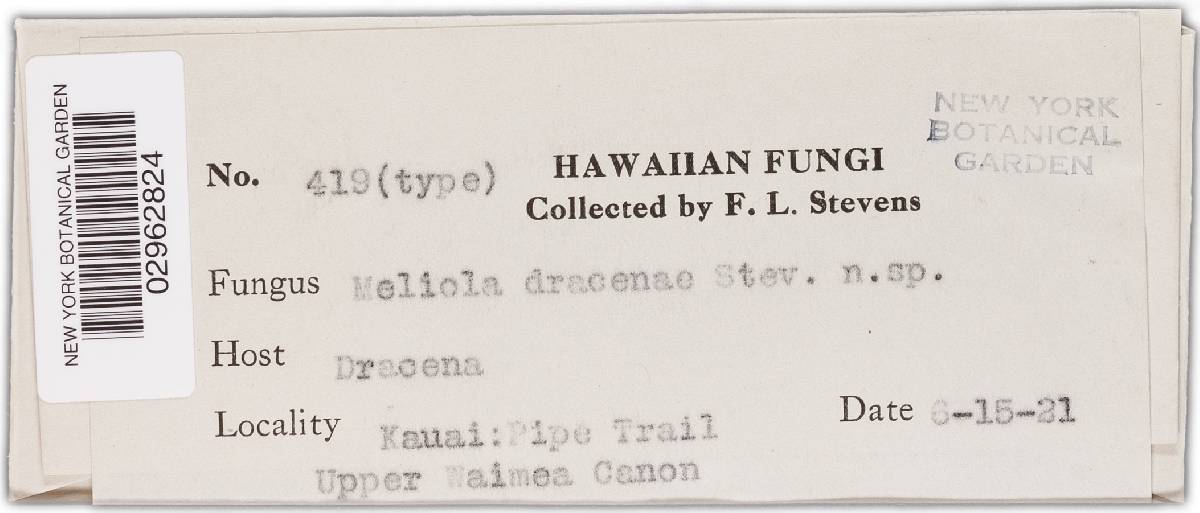 NEW YORK BOTANICAL GARDEN
02962824
NEW YORK
BOTANICAL
GARDEN
No. 419(type)
HAWAIIAN FUNGI
Collected by F. L. Stevens
Fungus Meliola dracenae Stev. n.sp.
Host Dracena
Locality Kauai:Pipe Trail
Upper Waimea Canon
Date 6-15-21